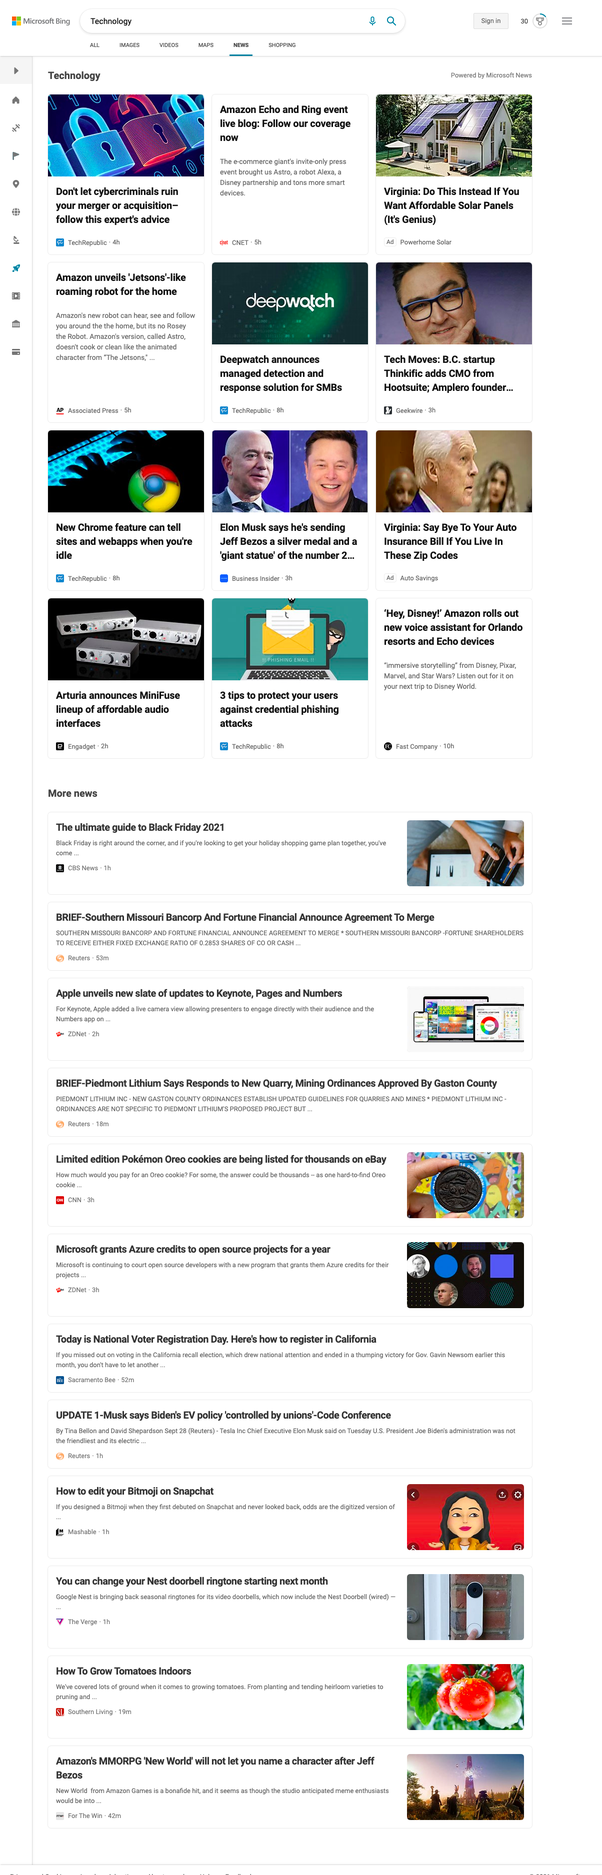 Microsoft Bing
Technology
Sign in
30
ALL IMAGES VIDEOS MAPS NEWS SHOPPING
Technology
Powered by Microsoft News
Don't let cybercriminals ruin
your merger or acquisition–
follow this expert's advice
TechRepublic · 4h
Amazon Echo and Ring event
live blog: Follow our coverage
now
The e-commerce giant's invite-only press
event brought us Astro, a robot Alexa, a
Disney partnership and tons more smart
devices.
CNET · 5h
Virginia: Do This Instead If You
Want Affordable Solar Panels
(It's Genius)
Ad Powerhome Solar
Amazon unveils 'Jetsons'-like
roaming robot for the home
Amazon's new robot can hear, see and follow
you around the the home, but its no Rosey
the Robot. Amazon's version, called Astro,
doesn't cook or clean like the animated
character from "The Jetsons," ...
AP Associated Press · 5h
deepwatch
Deepwatch announces
managed detection and
response solution for SMBs
TechRepublic · 8h
Tech Moves: B.C. startup
Thinkific adds CMO from
Hootsuite; Amplero founder...
Geekwire · 3h
New Chrome feature can tell
sites and webapps when you're
idle
TechRepublic · 8h
Elon Musk says he's sending
Jeff Bezos a silver medal and a
'giant statue' of the number 2...
Business Insider · 3h
Virginia: Say Bye To Your Auto
Insurance Bill If You Live In
These Zip Codes
Ad Auto Savings
Arturia announces MiniFuse
lineup of affordable audio
interfaces
Engadget · 2h
PHISHING EMAIL
3 tips to protect your users
against credential phishing
attacks
TechRepublic · 8h
'Hey, Disney!' Amazon rolls out
new voice assistant for Orlando
resorts and Echo devices
"immersive storytelling" from Disney, Pixar,
Marvel, and Star Wars? Listen out for it on
your next trip to Disney World.
Fast Company · 10h
More news
The ultimate guide to Black Friday 2021
Black Friday is right around the corner, and if you're looking to get your holiday shopping game plan together, you've
come ...
CBS News · 1h
BRIEF-Southern Missouri Bancorp And Fortune Financial Announce Agreement To Merge
SOUTHERN MISSOURI BANCORP AND FORTUNE FINANCIAL ANNOUNCE AGREEMENT TO MERGE * SOUTHERN MISSOURI BANCORP -FORTUNE SHAREHOLDERS
TO RECEIVE EITHER FIXED EXCHANGE RATIO OF 0.2853 SHARES OF CO OR CASH ...
Reuters · 53m
Apple unveils new slate of updates to Keynote, Pages and Numbers
For Keynote, Apple added a live camera view allowing presenters to engage directly with their audience and the
Numbers app on ...
ZDNet · 2h
BRIEF-Piedmont Lithium Says Responds to New Quarry, Mining Ordinances Approved By Gaston County
PIEDMONT LITHIUM INC - NEW GASTON COUNTY ORDINANCES ESTABLISH UPDATED GUIDELINES FOR QUARRIES AND MINES * PIEDMONT LITHIUM INC -
ORDINANCES ARE NOT SPECIFIC TO PIEDMONT LITHIUM'S PROPOSED PROJECT BUT ...
Reuters · 18m
Limited edition Pokémon Oreo cookies are being listed for thousands on eBay
How much would you pay for an Oreo cookie? For some, the answer could be thousands – as one hard-to-find Oreo
cookie ...
CNN · 3h
Microsoft grants Azure credits to open source projects for a year
Microsoft is continuing to court open source developers with a new program that grants them Azure credits for their
projects ...
ZDNet · 3h
Today is National Voter Registration Day. Here's how to register in California
If you missed out on voting in the California recall election, which drew national attention and ended in a thumping victory for Gov. Gavin Newsom earlier this
month, you don't have to let another ...
Sacramento Bee · 52m
UPDATE 1-Musk says Biden's EV policy 'controlled by unions'-Code Conference
By Tina Bellon and David Shepardson Sept 28 (Reuters) - Tesla Inc Chief Executive Elon Musk said on Tuesday U.S. President Joe Biden's administration was not
the friendliest and its electric ...
Reuters · 1h
How to edit your Bitmoji on Snapchat
If you designed a Bitmoji when they first debuted on Snapchat and never looked back, odds are the digitized version of
...
Mashable · 1h
You can change your Nest doorbell ringtone starting next month
Google Nest is bringing back seasonal ringtones for its video doorbells, which now include the Nest Doorbell (wired) —
...
The Verge · 1h
How To Grow Tomatoes Indoors
We've covered lots of ground when it comes to growing tomatoes. From planting and tending heirloom varieties to
pruning and ...
Southern Living · 19m
Amazon's MMORPG 'New World' will not let you name a character after Jeff
Bezos
New World from Amazon Games is a bonafide hit, and it seems as though the studio anticipated meme enthusiasts
would be into ...
For The Win · 42m